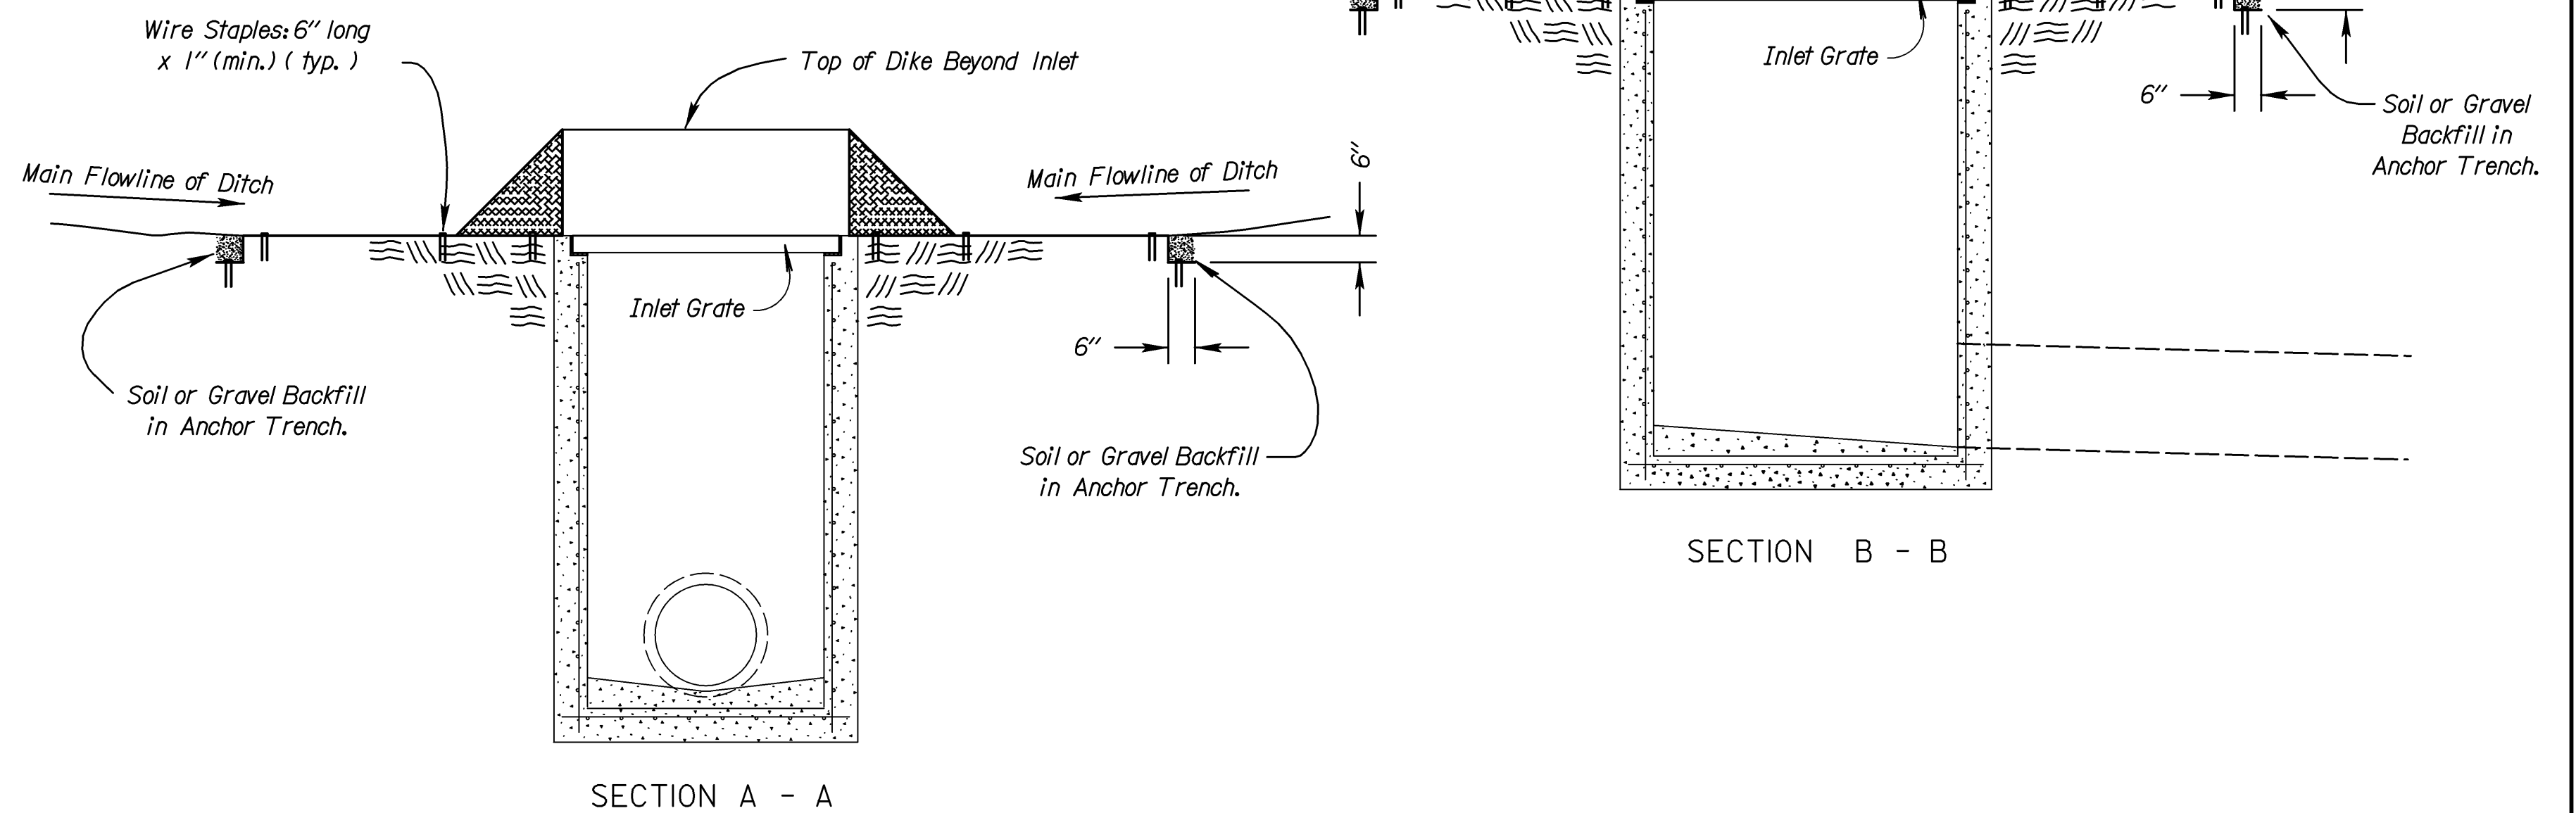 Wire Staples: 6" long
x 1" (min.) ( typ. )
Top of Dike Beyond Inlet
Main Flowline of Ditch
Main Flowline of Ditch
6"
Inlet Grate
6"
Soil or Gravel Backfill
in Anchor Trench.
Soil or Gravel Backfill
in Anchor Trench.
SECTION A - A
Inlet Grate
6"
Soil or Gravel
Backfill in
Anchor Trench.
SECTION B - B